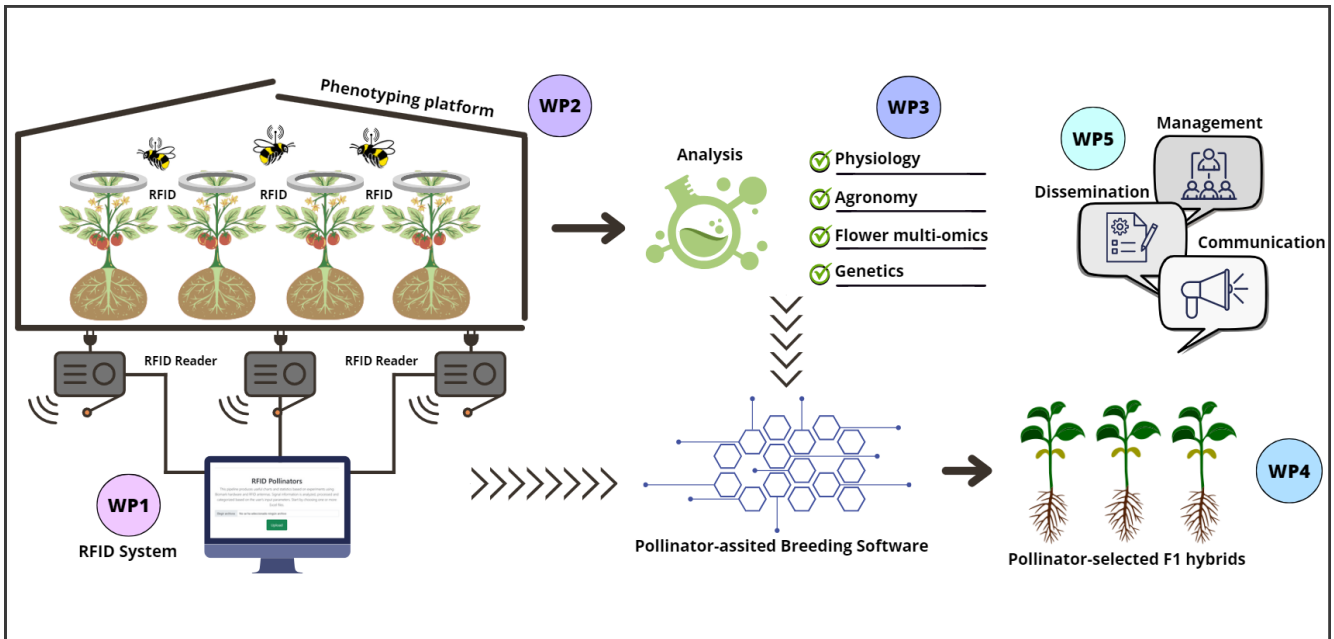 Phenotyping platform
WP2
RFID
RFID
RFID
RFID Reader
RFID Reader
WP1
RFID System
RFID Pollinators
Upload
Analysis
WP3
Physiology
Agronomy
Flower multi-omics
Genetics
WP5
Management
Dissemination
Communication
Pollinator-assited Breeding Software
WP4
Pollinator-selected F1 hybrids